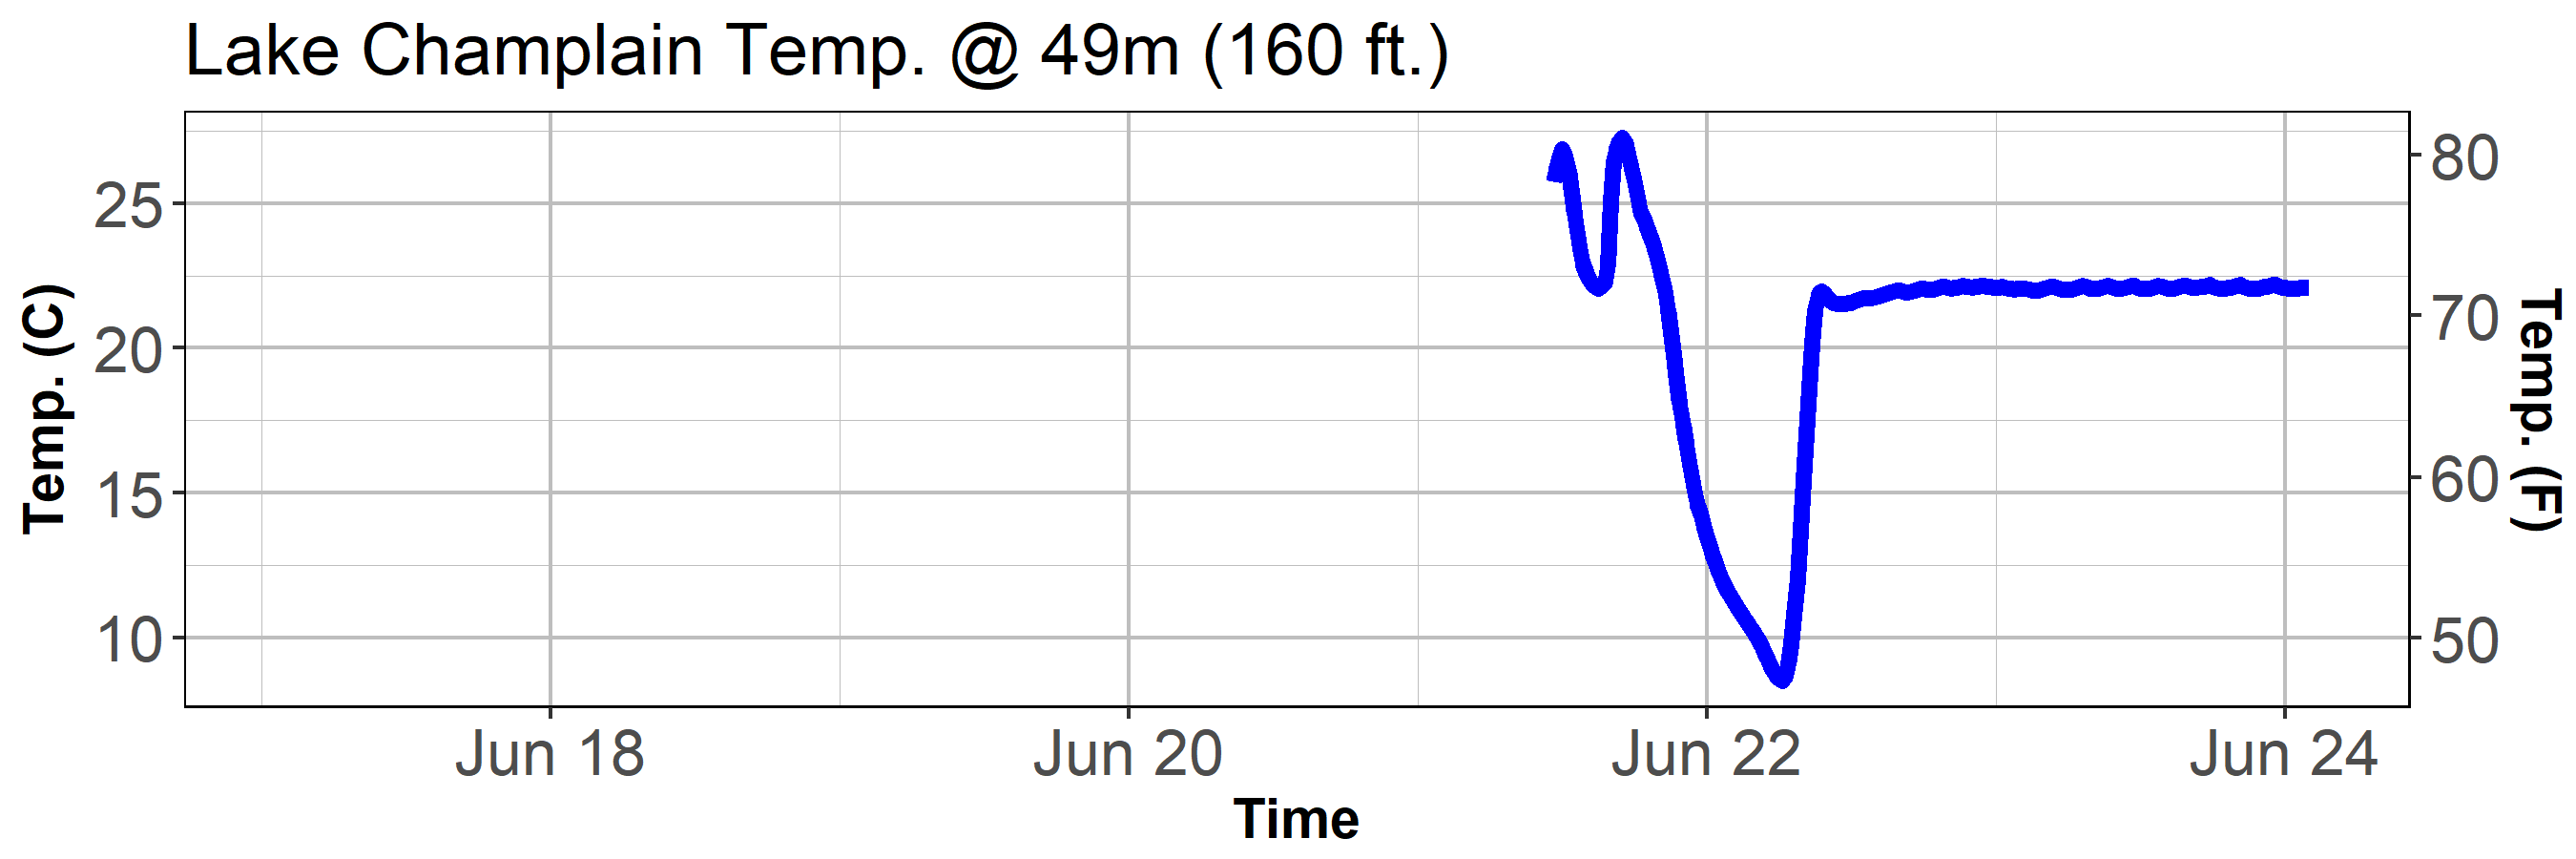 Lake Champlain Temp. @ 49m (160 ft.)
Temp. (C)
25
20
15
10
80
70
60
50
Temp. (F)
Jun 18
Jun 20
Jun 22
Jun 24
Time